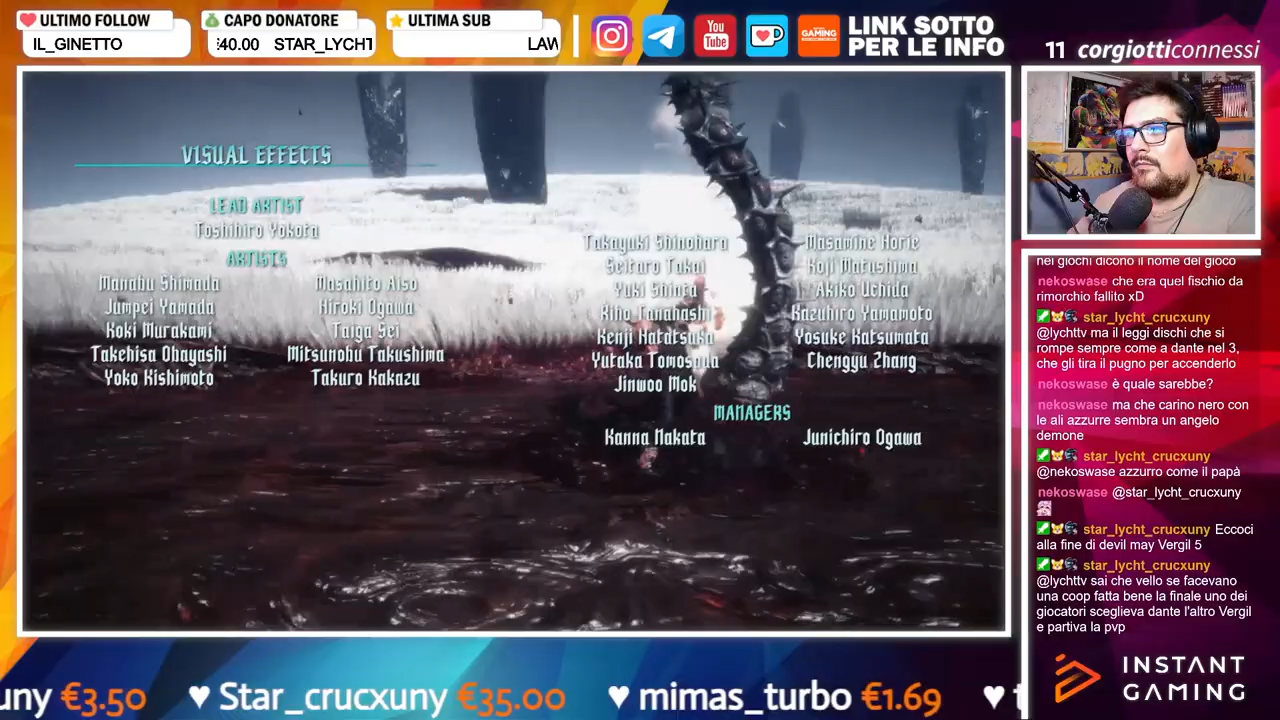 ULTIMO FOLLOW
IL_GINETTO
CAPO DONATORE
€40.00 STAR_LYCHT
ULTIMA SUB
LAW
You
Tube
GAMING
LINK SOTTO
PER LE INFO
11 corgiotticonnessi
VISUAL EFFECTS
LEAD ARTIST
Toshihiro Yokota
ARTISTS
Manabu Shimada
Masahito Aiso
Jumpei Yamada
Hiroki Ogawa
Koki Murakami
Taiga Sei
Takehisa Obayashi
Mitsunobu Takushima
Yoko Kishimoto
Takuro Kakazu
Takayuki Shinohara
Masamine Horie
Seitaro Takai
Koji Matushima
Yuki Shinta
Akiko Uchida
Riho Tanahashi
Kazuhiro Yamamoto
Kenji Hatatsuka
Yosuke Katsumata
Yutaka Tomosada
Chengyu Zhang
Jinwoo Mok
MANAGERS
Kanna Nakata
Junichiro Ogawa
nei giochi dicono il nome del gioco
nekoswase che era quel fischio da
rimorchio fallito xD
star_lycht_crucxuny
@lychttv ma il leggi dischi che si
rompe sempre come a dante nel 3,
che gli tira il pugno per accenderlo
nekoswase è quale sarebbe?
nekoswase ma che carino nero con
le ali azzurre sembra un angelo
demone
star_lycht_crucxuny
@nekoswase azzurro come il papà
nekoswase @star_lycht_crucxuny
star_lycht_crucxuny Eccoci
alla fine di devil may Vergil 5
star_lycht_crucxuny
@lychttv sai che vello se facevano
una coop fatta bene la finale uno dei
giocatori sceglieva dante l'altro Vergil
e partiva la pvp
INSTANT
GAMING
uny €3.50 ♥ Star_crucxuny €35.00 ♥ mimas_turbo €1.69 ♥